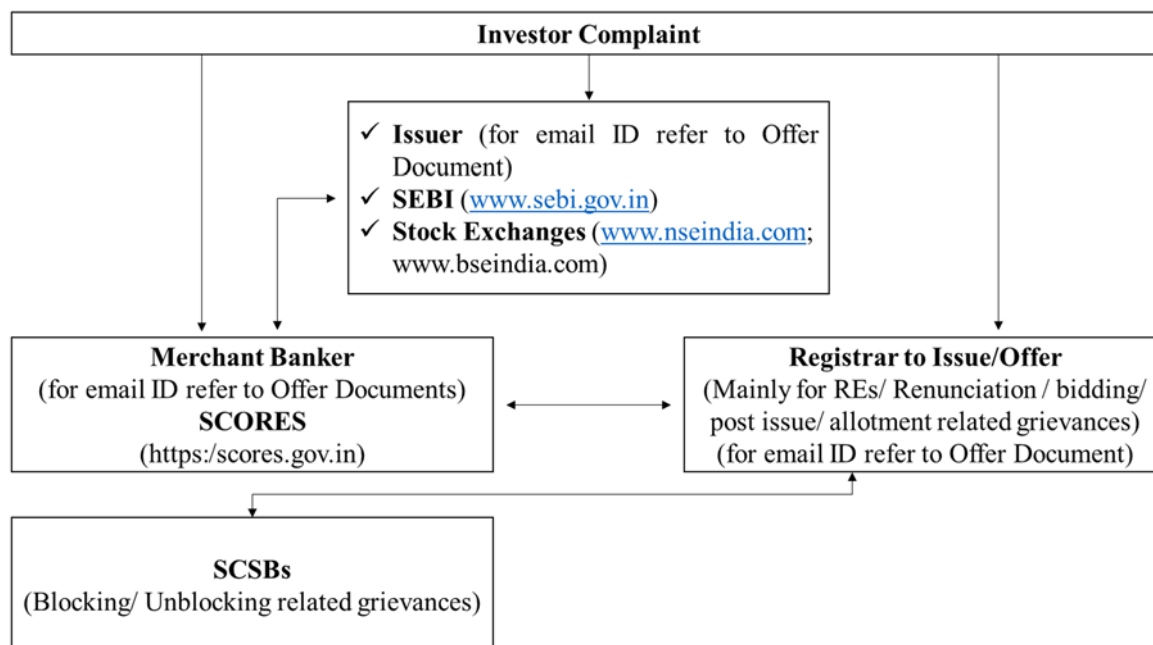 Investor Complaint
✓ Issuer (for email ID refer to Offer
Document)
✓ SEBI (www.sebi.gov.in)
✓ Stock Exchanges (www.nseindia.com;
www.bseindia.com)
Merchant Banker
(for email ID refer to Offer Documents)
SCORES
(https:/scores.gov.in)
Registrar to Issue/Offer
(Mainly for REs/ Renunciation / bidding/
post issue/ allotment related grievances)
(for email ID refer to Offer Document)
SCSBs
(Blocking/ Unblocking related grievances)